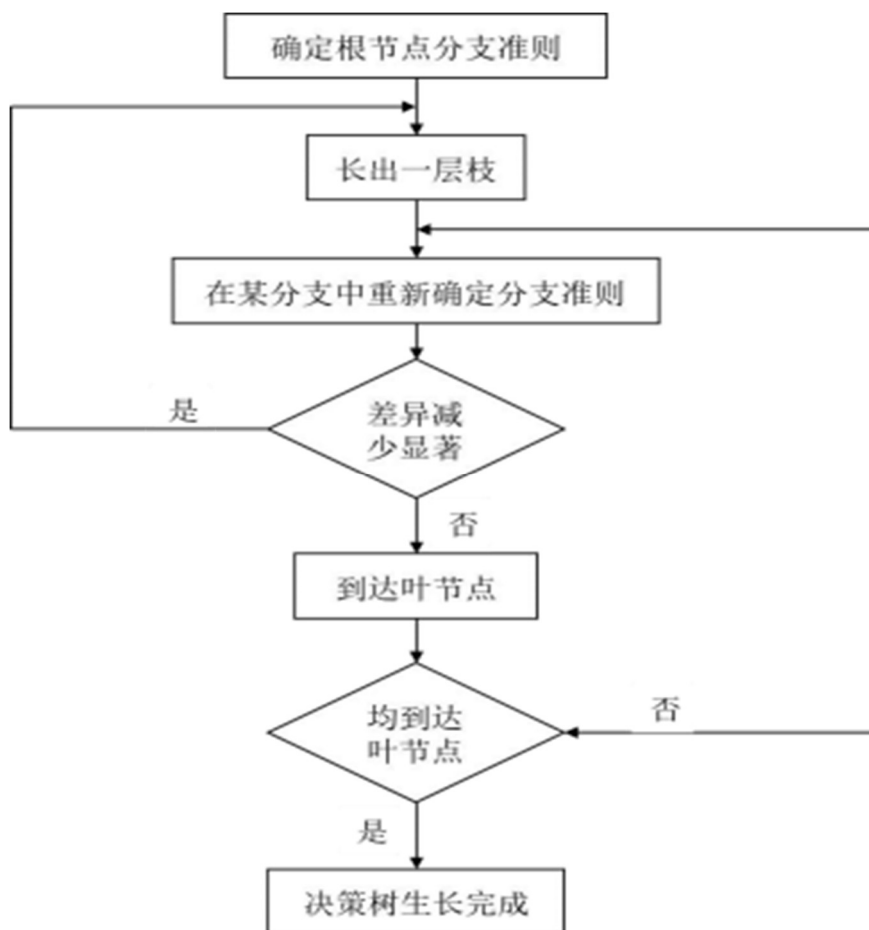 确定根节点分支准则
长出一层枝
在某分支中重新确定分支准则
是
差异减
少显著
否
到达叶节点
否
均到达
叶节点
是
决策树生长完成